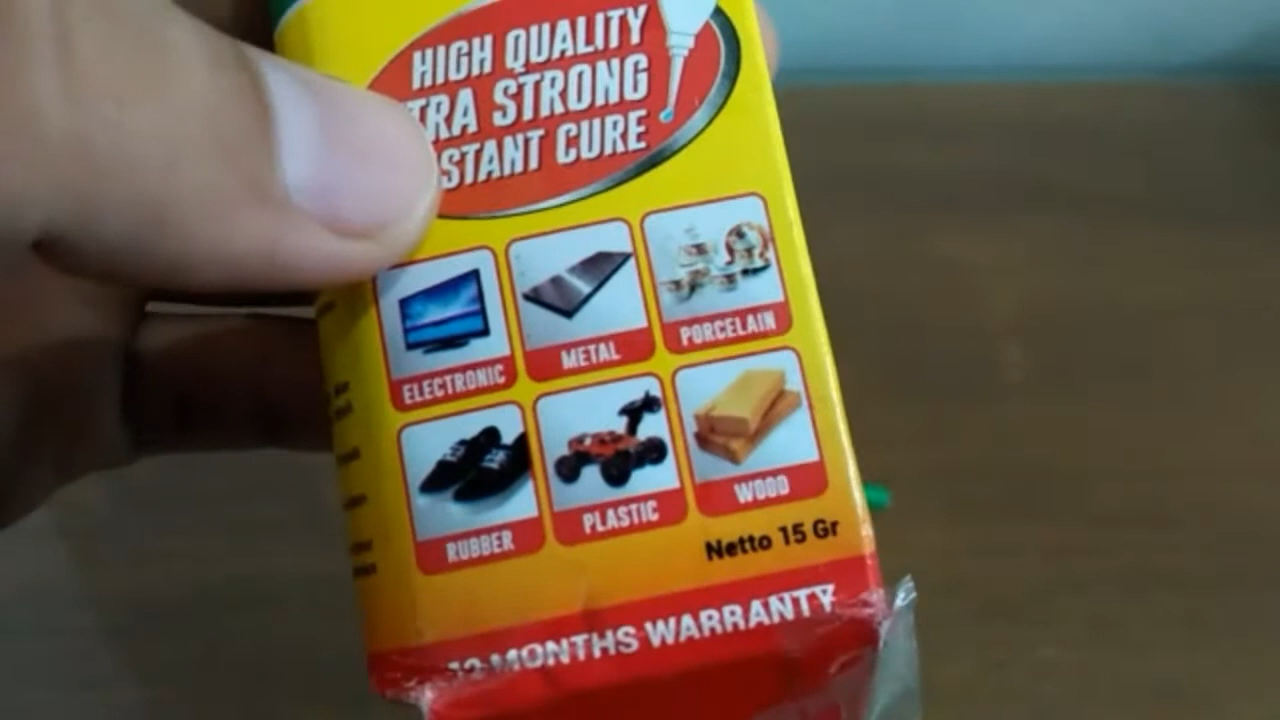 HIGH QUALITY
TRA STRONG
STANT CURE
ELECTRONIC
METAL
PORCELAIN
RUBBER
PLASTIC
WOOD
Netto 15 Gr
MONTHS WARRANTY